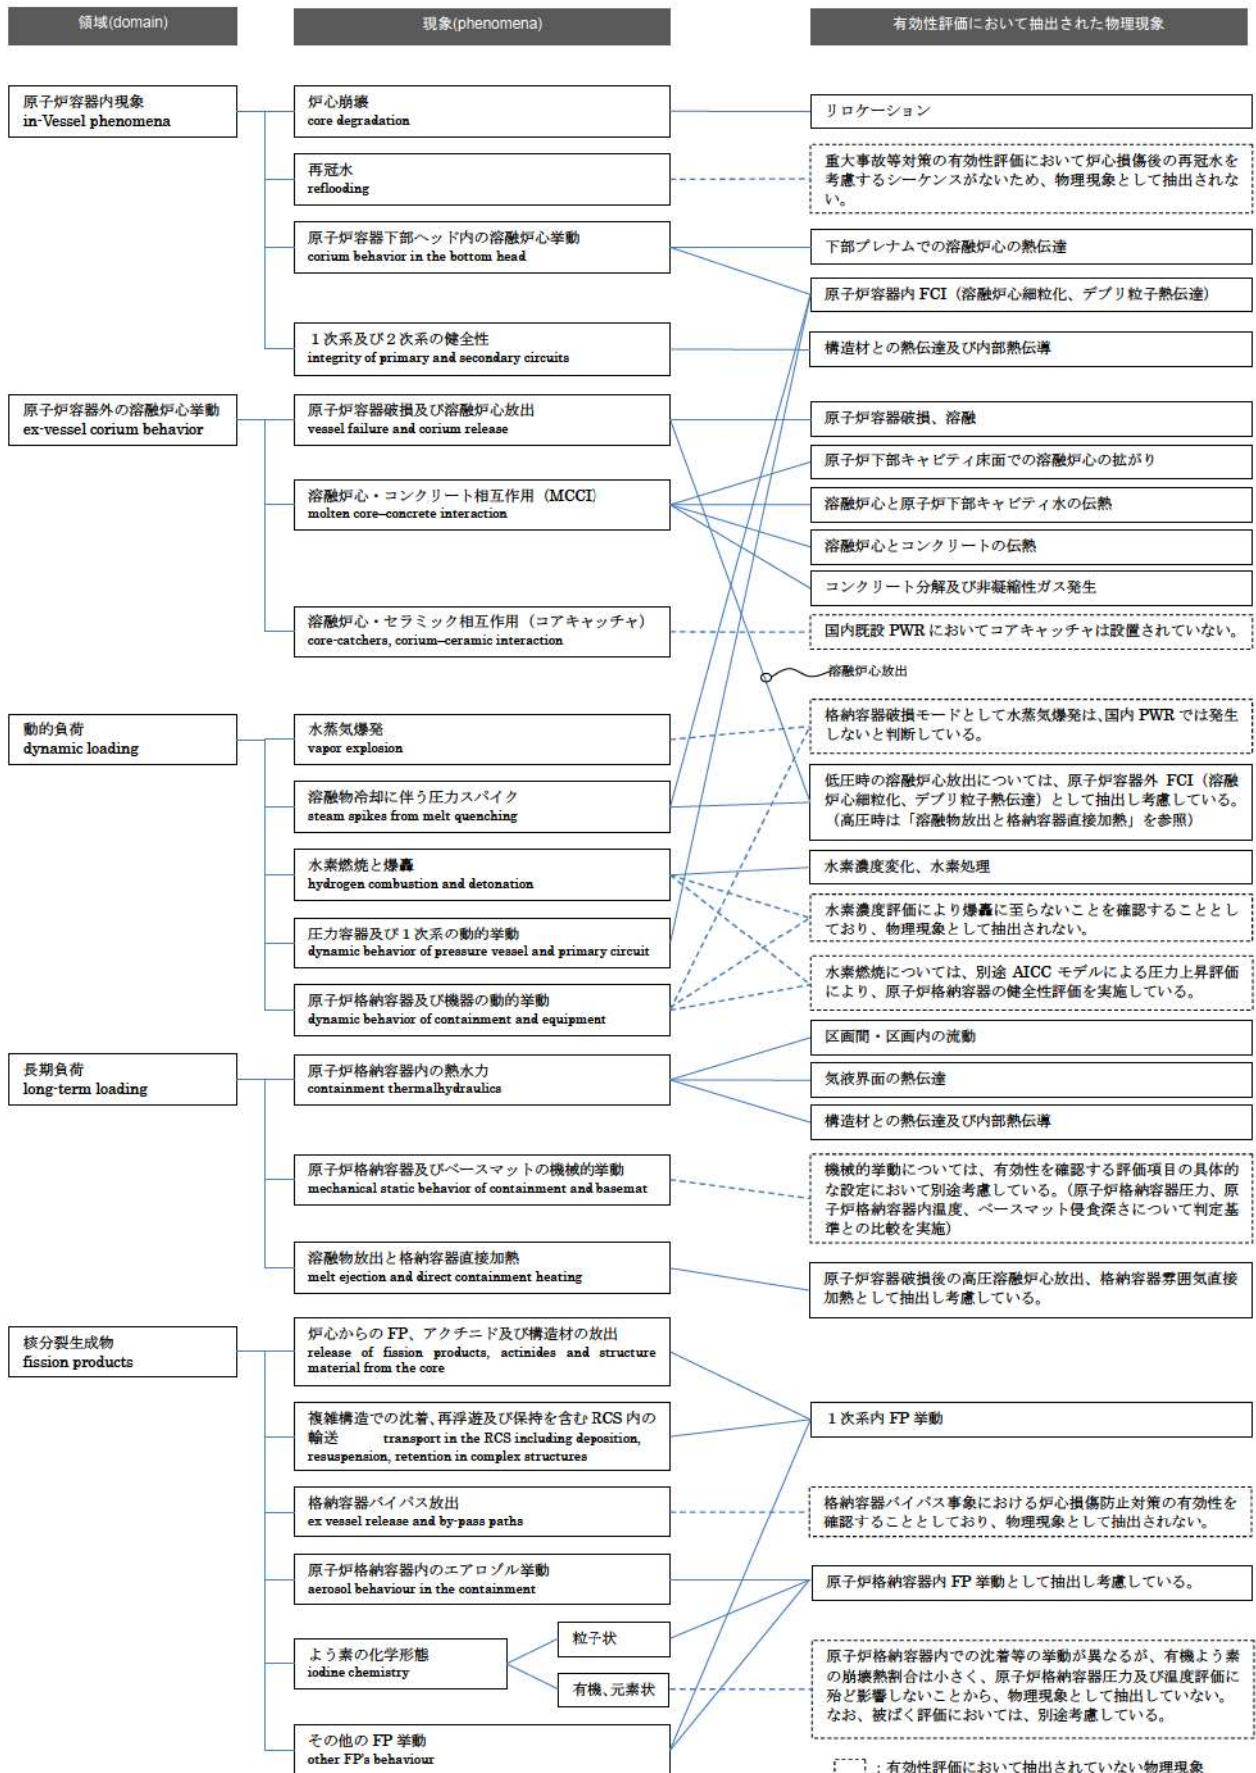 領域(domain)
現象(phenomena)
有効性評価において抽出された物理現象
原子炉容器内現象
in-Vessel phenomena
炉心崩壊
core degradation
リロケーション
再冠水
reflooding
重大事故等対策の有効性評価において炉心損傷後の再冠水を
考慮するシーケンスがないため、物理現象として抽出されな
い。
原子炉容器下部ヘッド内の溶融炉心挙動
corium behavior in the bottom head
下部プレナムでの溶融炉心の熱伝達
原子炉容器内 FCI（溶融炉心細粒化、デブリ粒子熱伝達）
１次系及び２次系の健全性
integrity of primary and secondary circuits
構造材との熱伝達及び内部熱伝導
原子炉容器外の溶融炉心挙動
ex-vessel corium behavior
原子炉容器破損及び溶融炉心放出
vessel failure and corium release
原子炉容器破損、溶融
原子炉下部キャビティ床面での溶融炉心の拡がり
溶融炉心・コンクリート相互作用（MCCI)
molten core–concrete interaction
溶融炉心と原子炉下部キャビティ水の伝熱
溶融炉心とコンクリートの伝熱
コンクリート分解及び非凝縮性ガス発生
溶融炉心・セラミック相互作用（コアキャッチャ）
core-catchers, corium–ceramic interaction
国内既設 PWR においてコアキャッチャは設置されていない。
溶融炉心放出
動的負荷
dynamic loading
水蒸気爆発
vapor explosion
格納容器破損モードとして水蒸気爆発は、国内 PWR では発生
しないと判断している。
溶融物冷却に伴う圧力スパイク
steam spikes from melt quenching
低圧時の溶融炉心放出については、原子炉容器外 FCI（溶融
炉心細粒化、デブリ粒子熱伝達）として抽出し考慮している。
（高圧時は「溶融物放出と格納容器直接加熱」を参照）
水素燃焼と爆轟
hydrogen combustion and detonation
水素濃度変化、水素処理
水素濃度評価により爆轟に至らないことを確認することとし
ており、物理現象として抽出されない。
圧力容器及び１次系の動的挙動
dynamic behavior of pressure vessel and primary circuit
水素燃焼については、別途 AICC モデルによる圧力上昇評価
により、原子炉格納容器の健全性評価を実施している。
原子炉格納容器及び機器の動的挙動
dynamic behavior of containment and equipment
区画間・区画内の流動
長期負荷
long-term loading
原子炉格納容器内の熱水力
containment thermalhydraulics
気液界面の熱伝達
構造材との熱伝達及び内部熱伝導
原子炉格納容器及びベースマットの機械的挙動
mechanical static behavior of containment and basemat
機械的挙動については、有効性を確認する評価項目の具体的
な設定において別途考慮している。（原子炉格納容器圧力、原
子炉格納容器内温度、ベースマット侵食深さについて判定基
準との比較を実施）
溶融物放出と格納容器直接加熱
melt ejection and direct containment heating
原子炉容器破損後の高圧溶融炉心放出、格納容器雰囲気直接
加熱として抽出し考慮している。
核分裂生成物
fission products
炉心からの FP、アクチニド及び構造材の放出
release of fission products, actinides and structure
material from the core
１次系内 FP 挙動
複雑構造での沈着、再浮遊及び保持を含む RCS 内の
輸送 transport in the RCS including deposition,
resuspension, retention in complex structures
格納容器バイパス放出
ex vessel release and by-pass paths
格納容器バイパス事象における炉心損傷防止対策の有効性を
確認することとしており、物理現象として抽出されない。
原子炉格納容器内のエアロゾル挙動
aerosol behaviour in the containment
原子炉格納容器内 FP 挙動として抽出し考慮している。
よう素の化学形態
iodine chemistry
粒子状
有機、元素状
原子炉格納容器内での沈着等の挙動が異なるが、有機よう素
の崩壊熱割合は小さく、原子炉格納容器圧力及び温度評価に
殆ど影響しないことから、物理現象として抽出していない。
なお、被ばく評価においては、別途考慮している。
その他の FP 挙動
other FP's behaviour
：有効性評価において抽出されていない物理現象